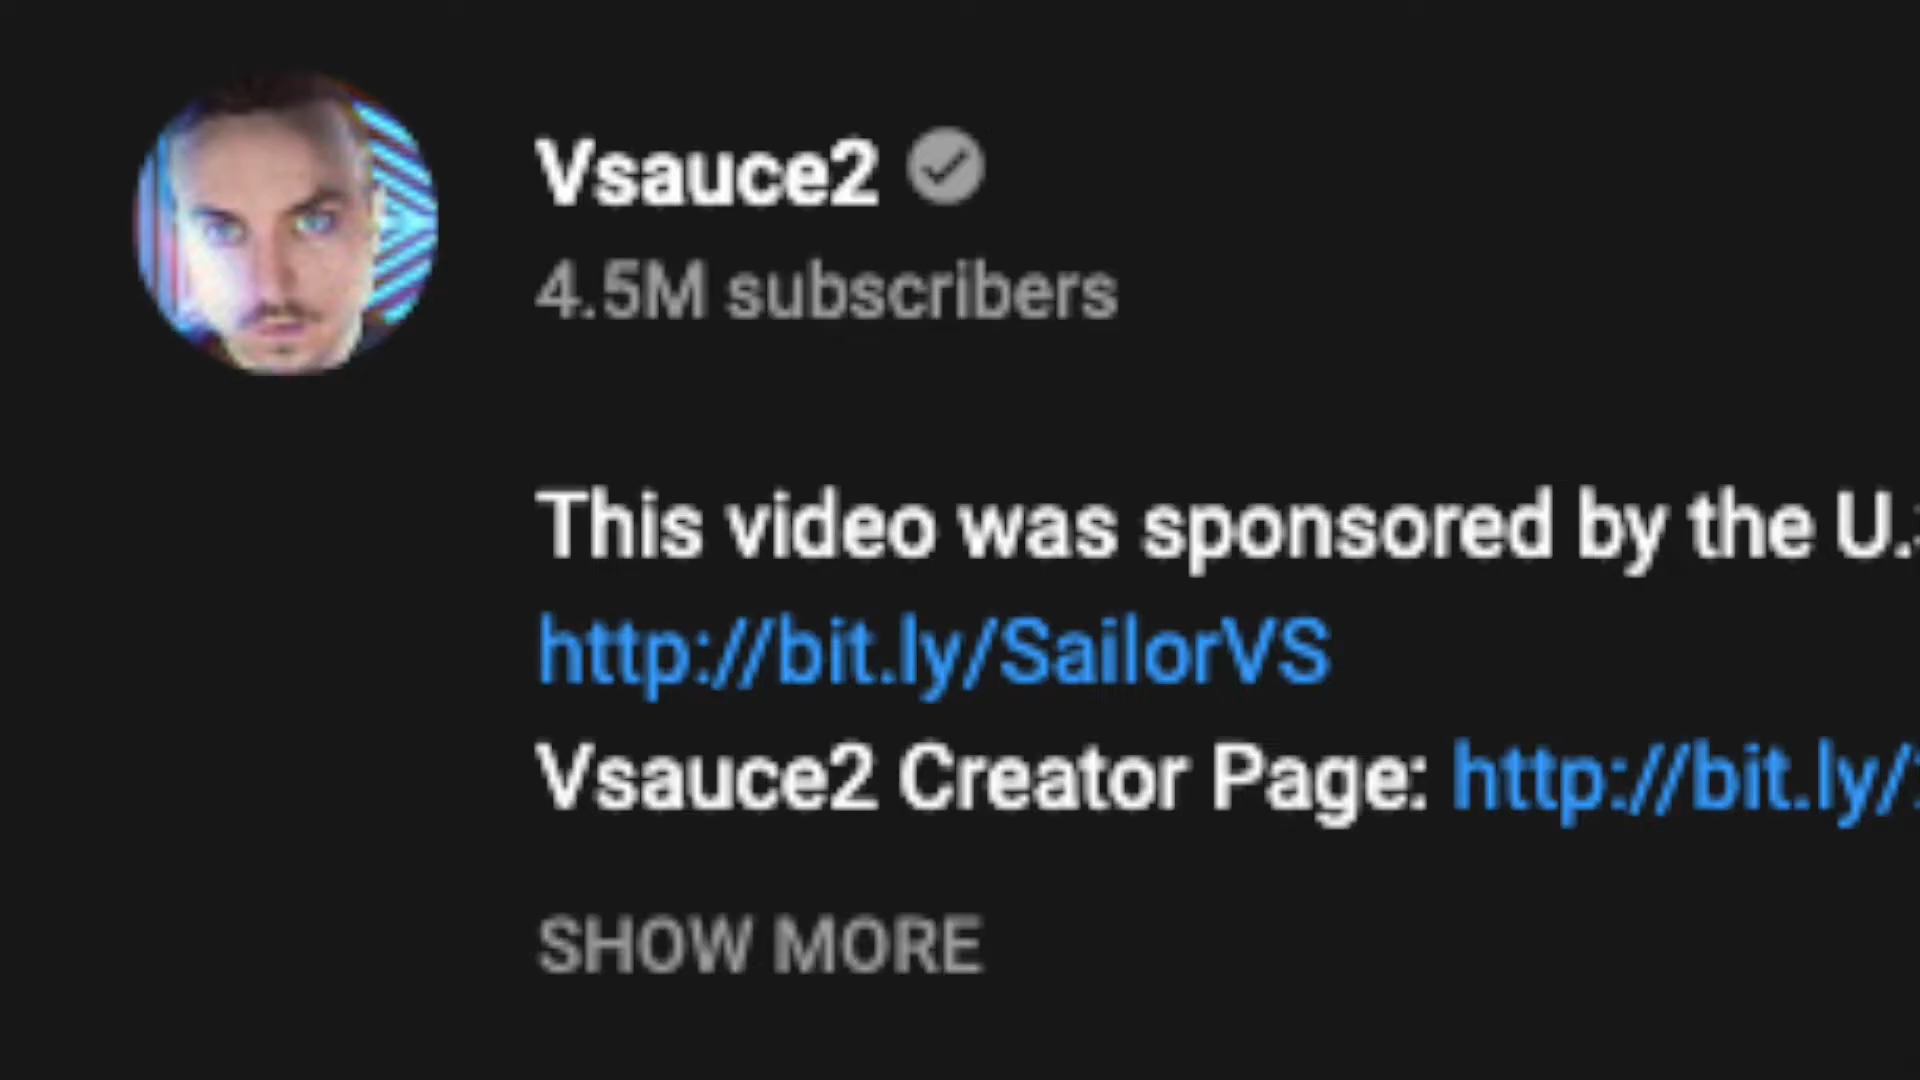 Vsauce2
4.5M subscribers
This video was sponsored by the U.
http://bit.ly/SailorVS
Vsauce2 Creator Page: http://bit.ly/
SHOW MORE